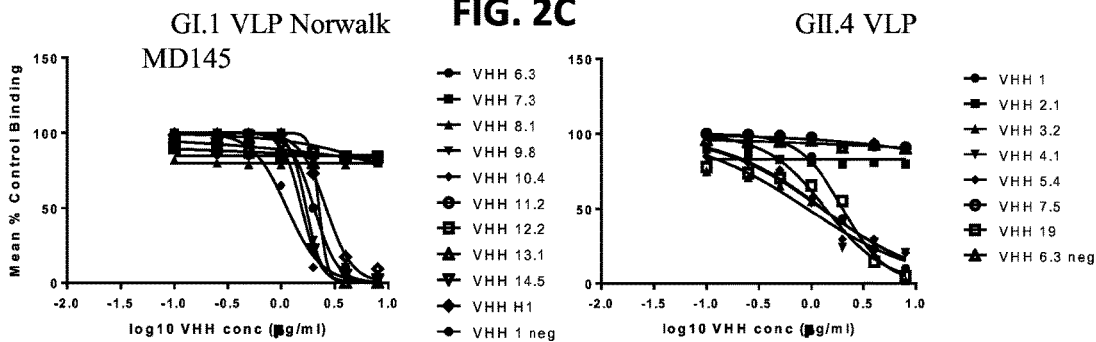 FIG. 2C
GI.1 VLP Norwalk
MD145
Mean % Control Binding
150
100
50
0
-2.0 -1.5 -1.0 -0.5 0.0 0.5 1.0
log10 VHH conc (µg/ml)
VHH 6.3
VHH 7.3
VHH 8.1
VHH 9.8
VHH 10.4
VHH 11.2
VHH 12.2
VHH 13.1
VHH 14.5
VHH H1
VHH 1 neg
GII.4 VLP
150
100
50
0
-2.0 -1.5 -1.0 -0.5 0.0 0.5 1.0
log10 VHH conc (µg/ml)
VHH 1
VHH 2.1
VHH 3.2
VHH 4.1
VHH 5.4
VHH 7.5
VHH 19
VHH 6.3 neg